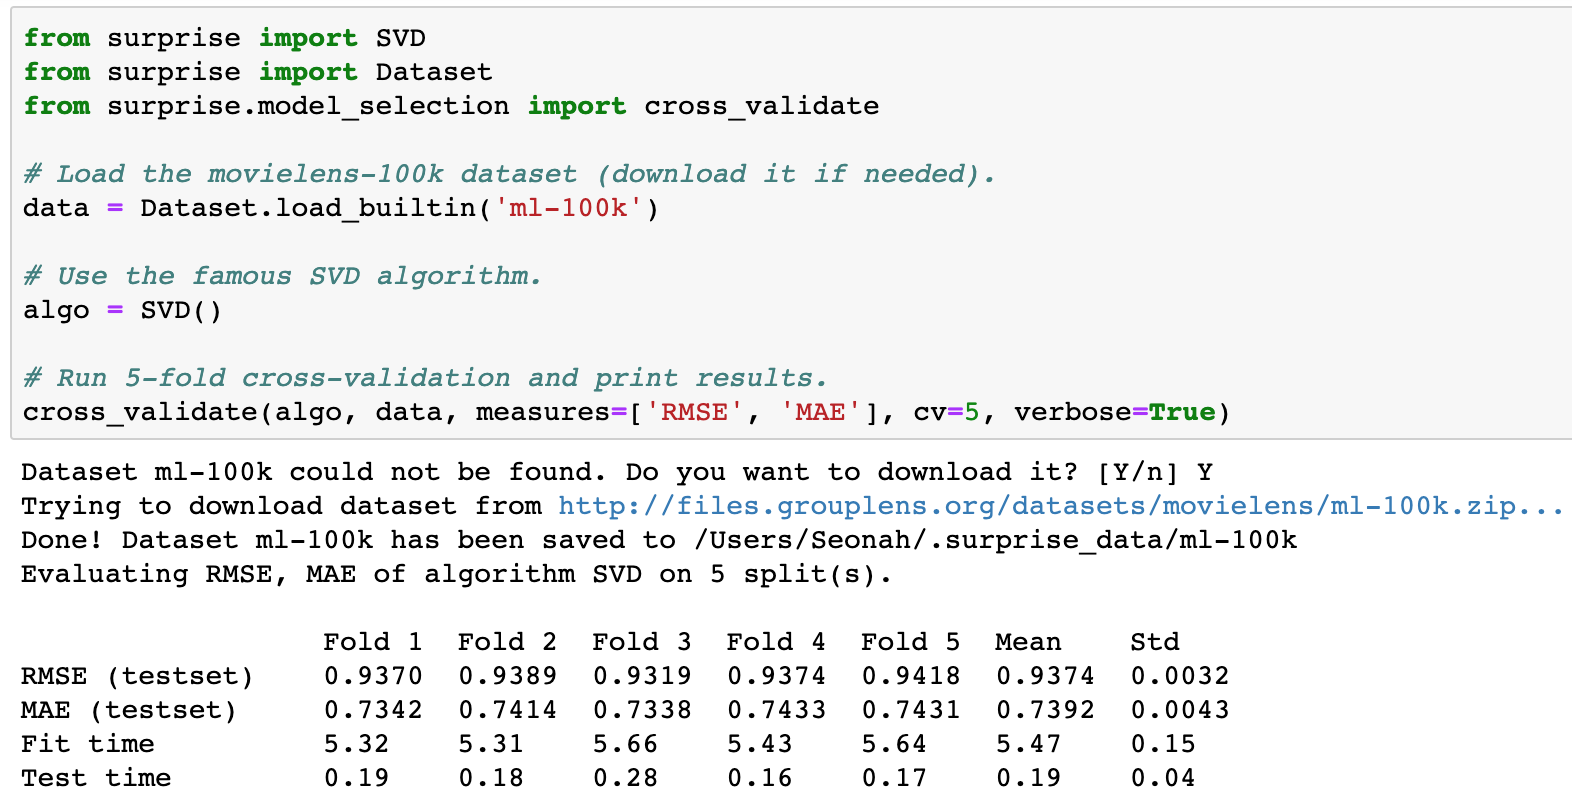 from surprise import SVD
from surprise import Dataset
from surprise.model_selection import cross_validate
# Load the movielens-100k dataset (download it if needed).
data = Dataset.load_builtin('ml-100k')
# Use the famous SVD algorithm.
algo = SVD()
# Run 5-fold cross-validation and print results.
cross_validate(algo, data, measures=['RMSE', 'MAE'], cv=5, verbose=True)
Dataset ml-100k could not be found. Do you want to download it? [Y/n] Y
Trying to download dataset from http://files.grouplens.org/datasets/movielens/ml-100k.zip...
Done! Dataset ml-100k has been saved to /Users/Seonah/.surprise_data/ml-100k
Evaluating RMSE, MAE of algorithm SVD on 5 split(s).
Fold 1 Fold 2 Fold 3 Fold 4 Fold 5 Mean Std
RMSE (testset) 0.9370 0.9389 0.9319 0.9374 0.9418 0.9374 0.0032
MAE (testset) 0.7342 0.7414 0.7338 0.7433 0.7431 0.7392 0.0043
Fit time 5.32 5.31 5.66 5.43 5.64 5.47 0.15
Test time 0.19 0.18 0.28 0.16 0.17 0.19 0.04